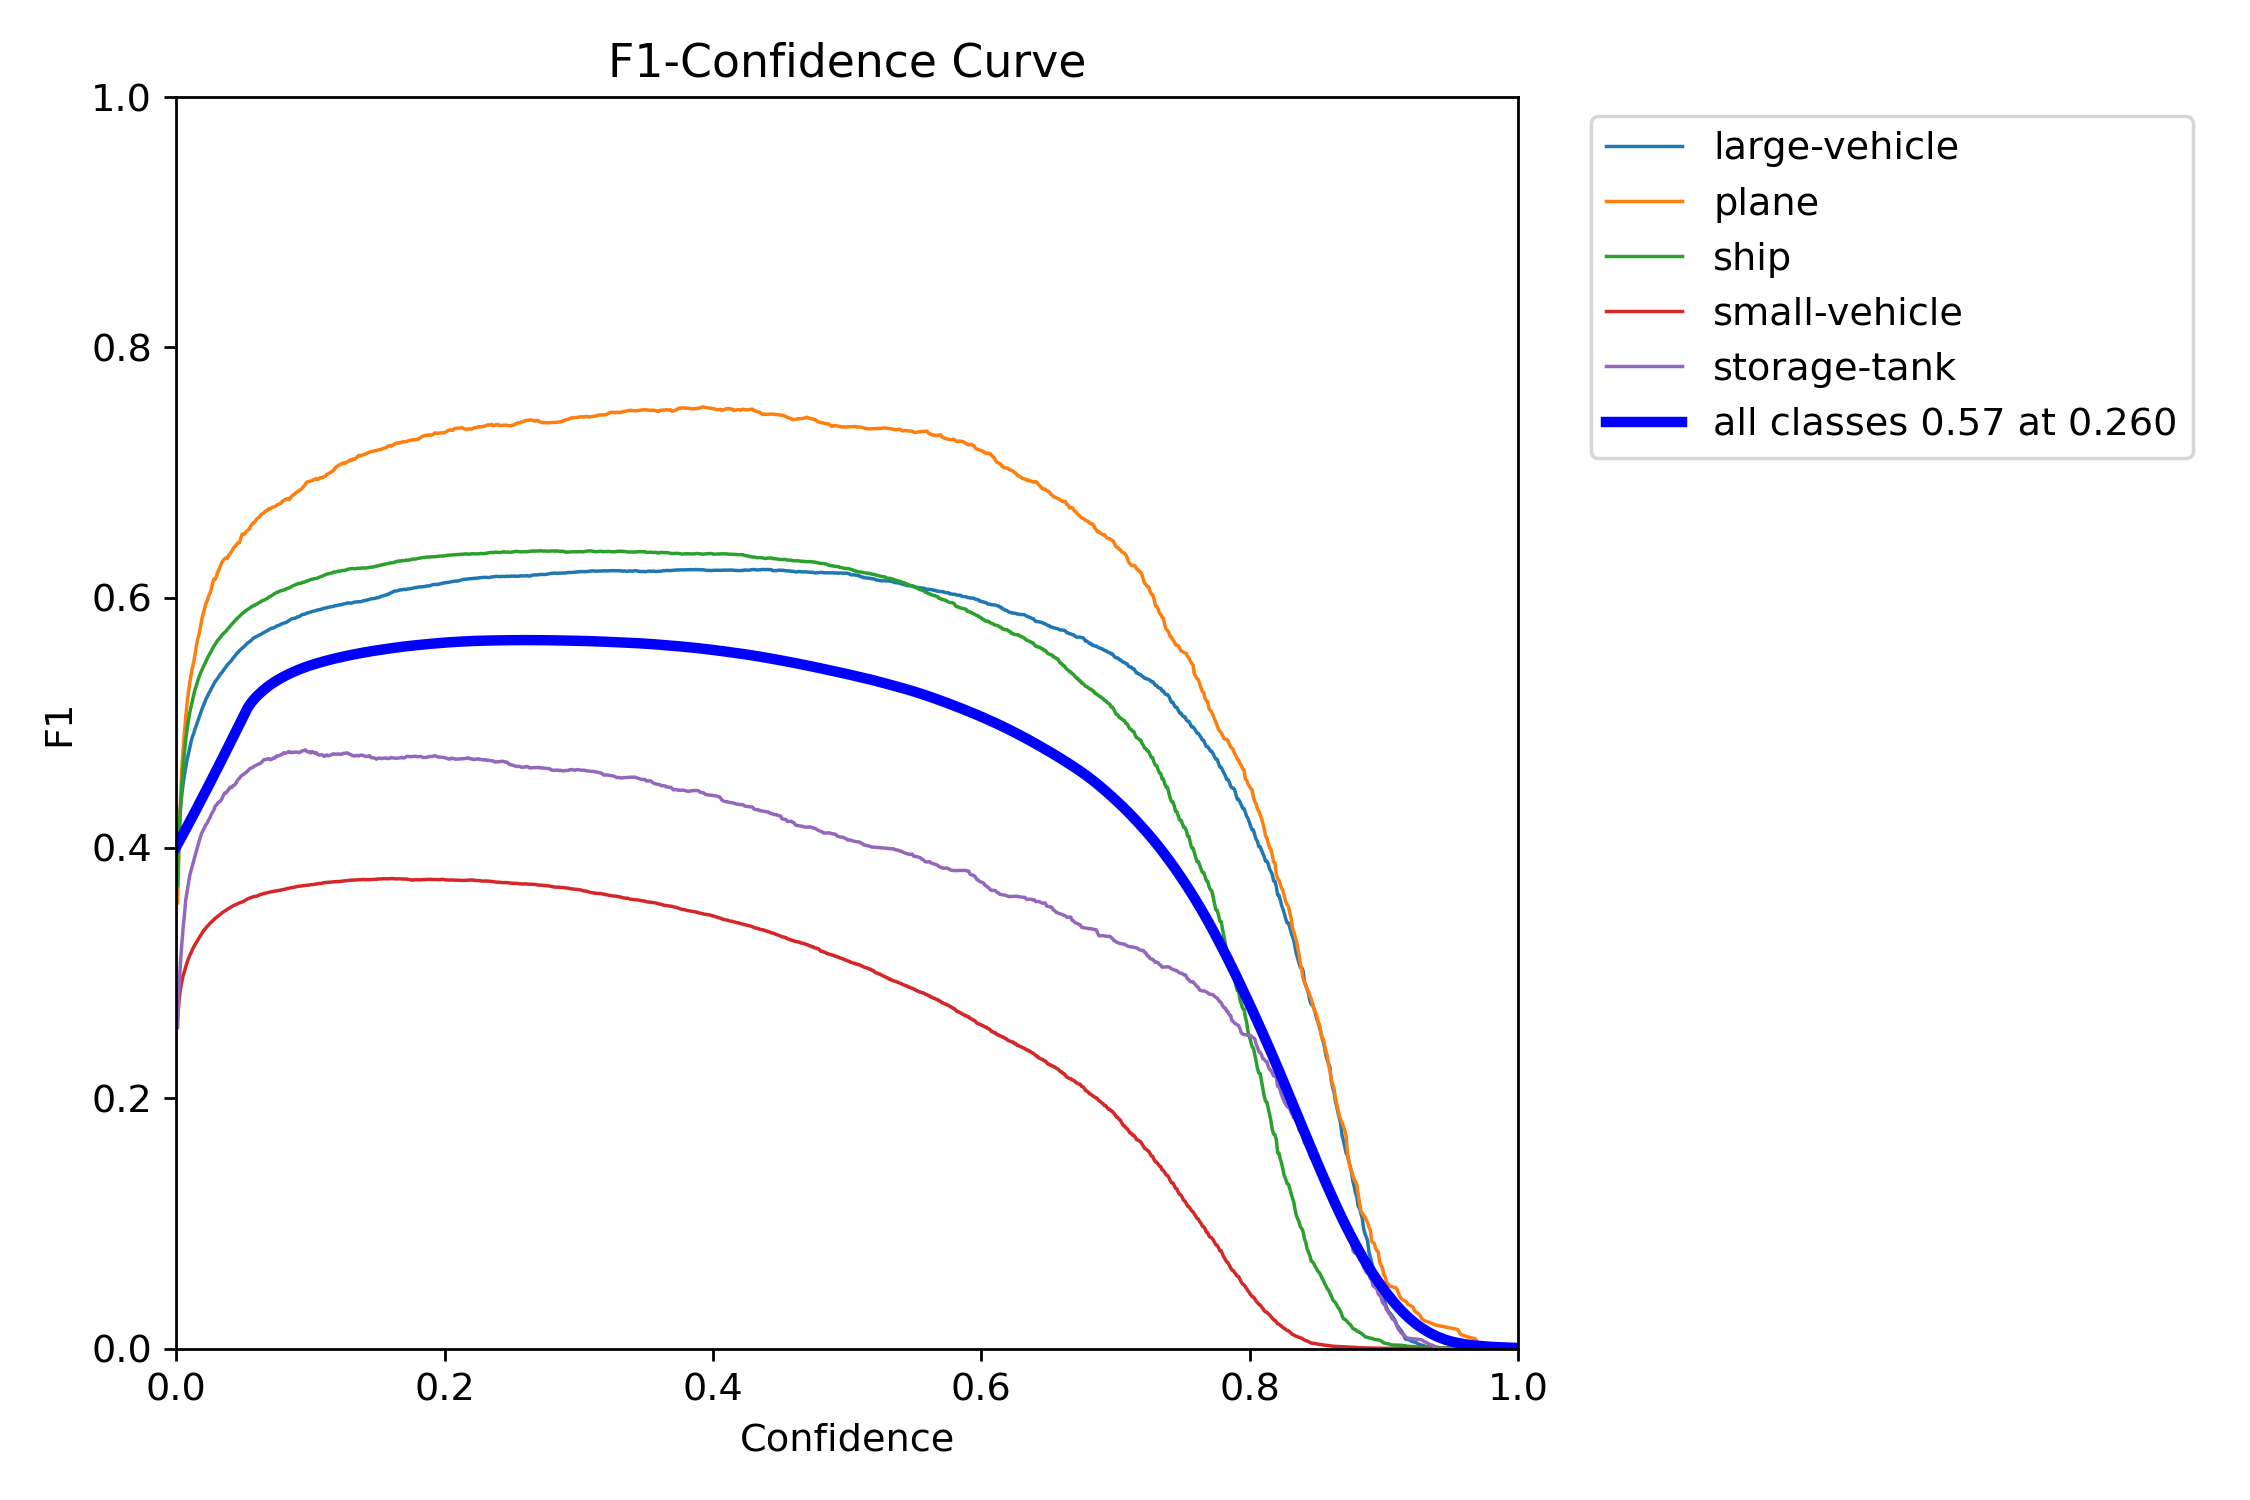 F1-Confidence Curve
1.0
0.8
0.6
0.4
0.2
0.0
F1
0.0 0.2 0.4 0.6 0.8 1.0
Confidence
large-vehicle
plane
ship
small-vehicle
storage-tank
all classes 0.57 at 0.260